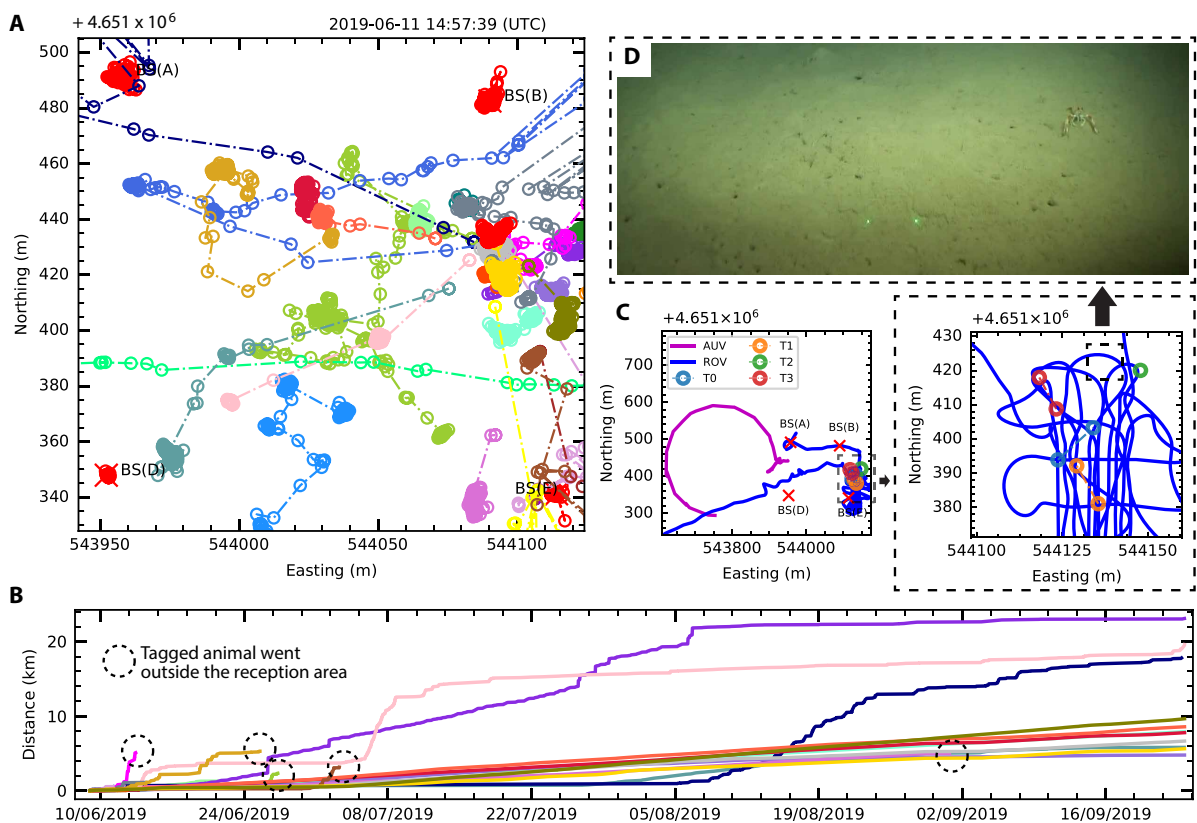 A
+ 4.651 x 10⁶
2019-06-11 14:57:39 (UTC)
500
480
460
440
420
400
380
360
340
Northing (m)
BS(A)
BS(B)
BS(D)
BS(E)
543950
544000
544050
544100
Easting (m)
D
C
+4.651×10⁶
AUV
ROV
T0
T1
T2
T3
700
600
500
400
300
Northing (m)
BS(A)
BS(B)
BS(D)
BS(E)
543800
544000
Easting (m)
+4.651×10⁶
430
420
410
400
390
380
Northing (m)
544100
544125
544150
Easting (m)
B
Tagged animal went
outside the reception area
20
10
0
Distance (km)
10/06/2019
24/06/2019
08/07/2019
22/07/2019
05/08/2019
19/08/2019
02/09/2019
16/09/2019